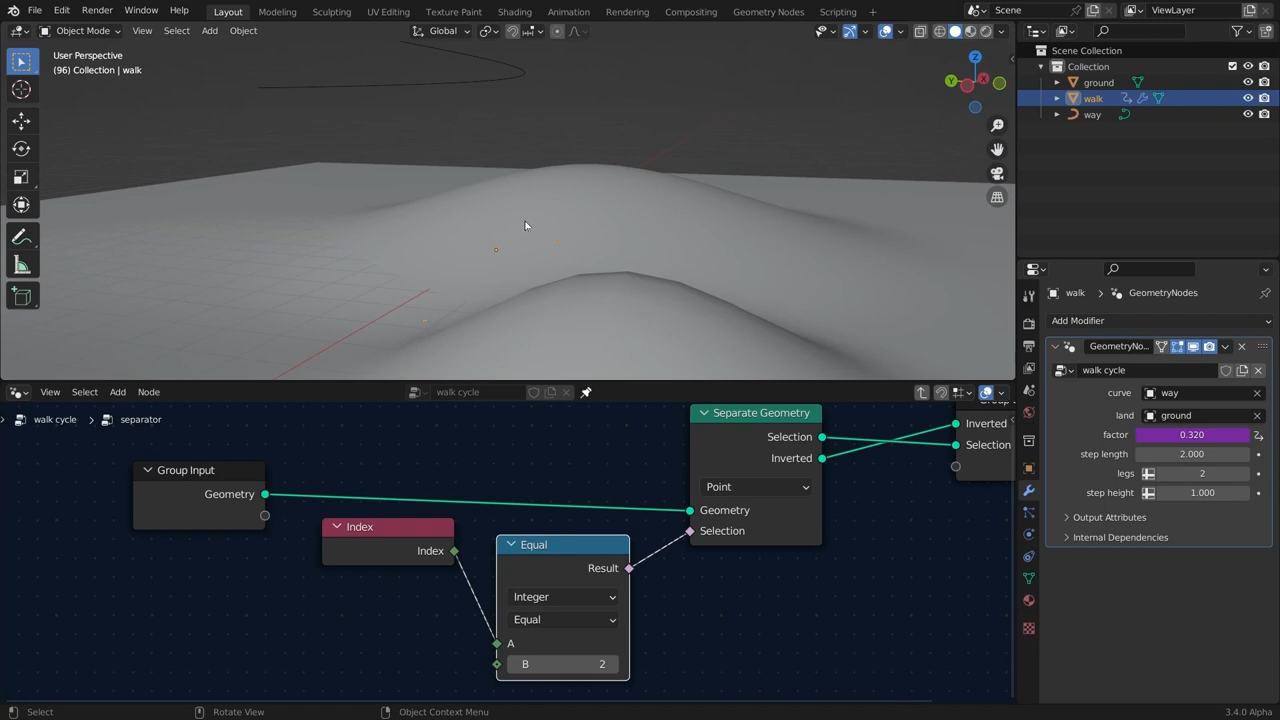 File Edit Render Window Help Layout Modeling Sculpting UV Editing Texture Paint Shading Animation Rendering Compositing Geometry Nodes Scripting + Scene ViewLayer
Object Mode View Select Add Object Global
User Perspective
(96) Collection | walk
Z
Y
X
Scene Collection
Collection
ground
walk
way
walk
GeometryNodes
Add Modifier
GeometryNo...
walk cycle
curve way
land ground
factor 0.320
step length 2.000
legs 2
step height 1.000
Output Attributes
Internal Dependencies
View Select Add Node walk cycle
walk cycle separator
Group Input
Geometry
Index
Index
Equal
Result
Integer
Equal
A
B 2
Separate Geometry
Selection
Inverted
Point
Geometry
Selection
Inverted
Selection
Select Rotate View Object Context Menu 3.4.0 Alpha